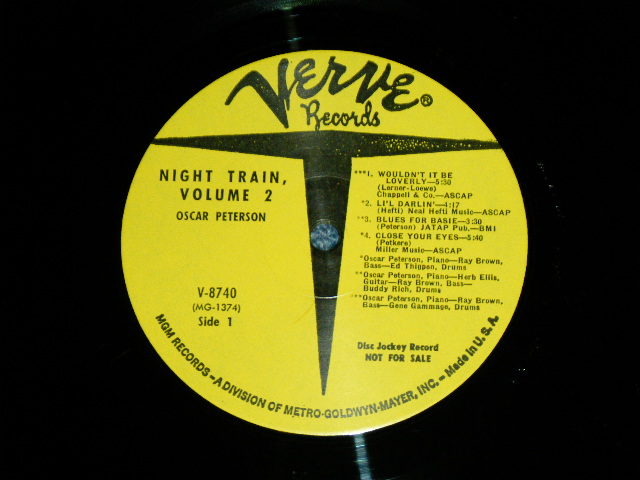 VERVE®
Records
NIGHT TRAIN,
VOLUME 2
OSCAR PETERSON
V-8740
(MG-1374)
Side 1
***1. WOULDN'T IT BE
LOVERLY—5:30
(Lerner-Loewe)
Chappell & Co.—ASCAP
*2. LI'L DARLIN'—4:17
(Hefti) Neal Hefti Music—ASCAP
**3. BLUES FOR BASIE—3:30
(Peterson) JATAP Pub.—BMI
*4. CLOSE YOUR EYES—5:40
(Petkere)
Miller Music—ASCAP
*Oscar Peterson, Piano—Ray Brown,
Bass—Ed Thigpen, Drums
**Oscar Peterson, Piano—Herb Ellis,
Guitar—Ray Brown, Bass—
Buddy Rich, Drums
***Oscar Peterson, Piano—Ray Brown,
Bass—Gene Gammage, Drums
Disc Jockey Record
NOT FOR SALE
MGM RECORDS—A DIVISION OF METRO-GOLDWYN-MAYER, INC.—Made in U.S.A.